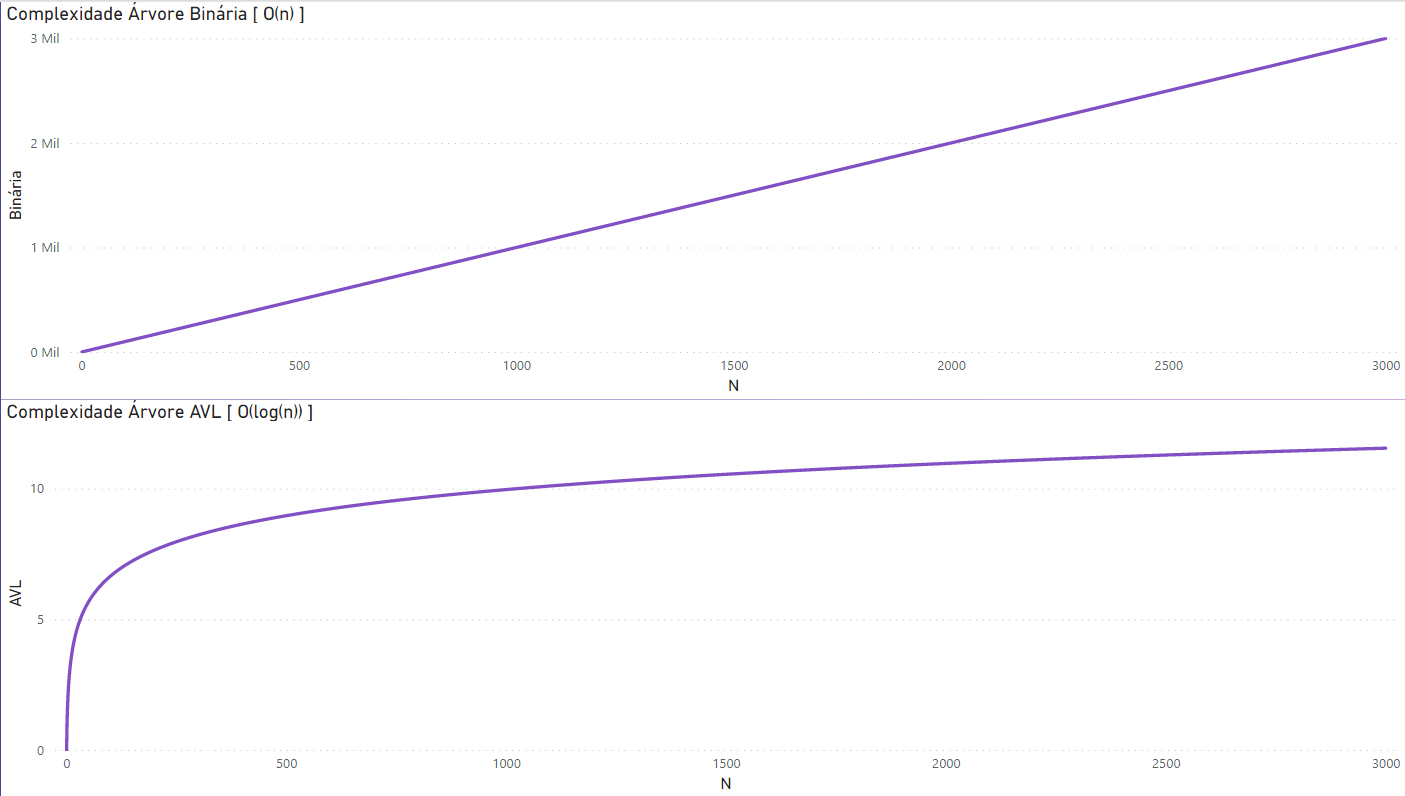 Complexidade Árvore Binária [ O(n) ]
3 Mil
2 Mil
1 Mil
0 Mil
Binária
0 500 1000 1500 2000 2500 3000
N
Complexidade Árvore AVL [ O(log(n)) ]
10
5
0
AVL
0 500 1000 1500 2000 2500 3000
N